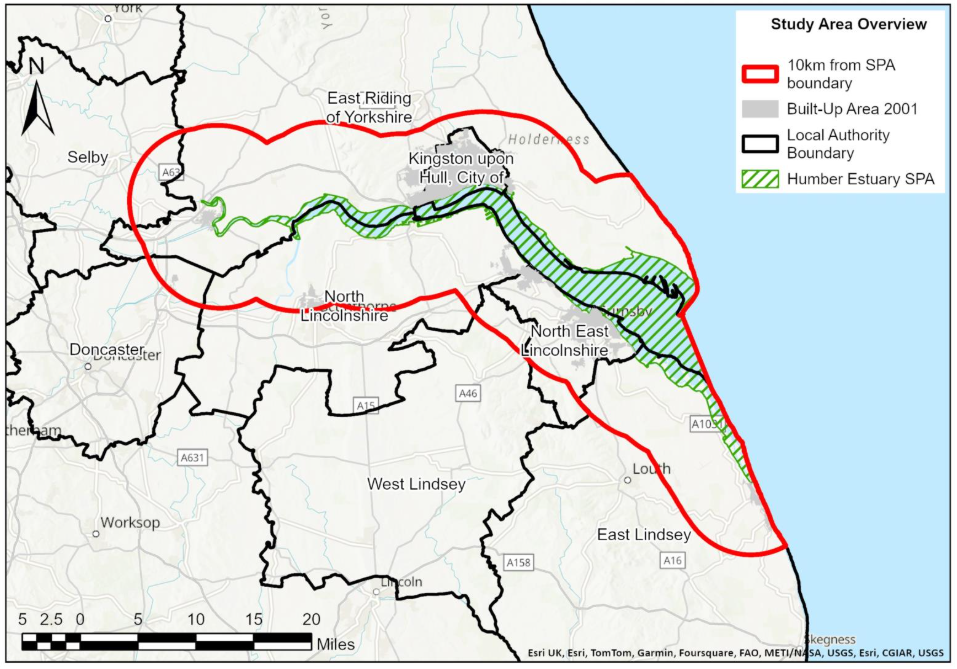 York
Study Area Overview
10km from SPA
boundary
Built-Up Area 2001
Local Authority
Boundary
Humber Estuary SPA
N
East Riding
of Yorkshire
Holderness
Selby
A63
Kingston upon
Hull, City of
North
Lincolnshire
North East
Lincolnshire
Doncaster
Doncaster
A15
A46
A1031
A631
West Lindsey
Louth
Worksop
East Lindsey
A158
A16
Lincoln
5 2.5 0 5 10 15 20
Miles
Skegness
Esri UK, Esri, TomTom, Garmin, Foursquare, FAO, METI/NASA, USGS, Esri, CGIAR, USGS